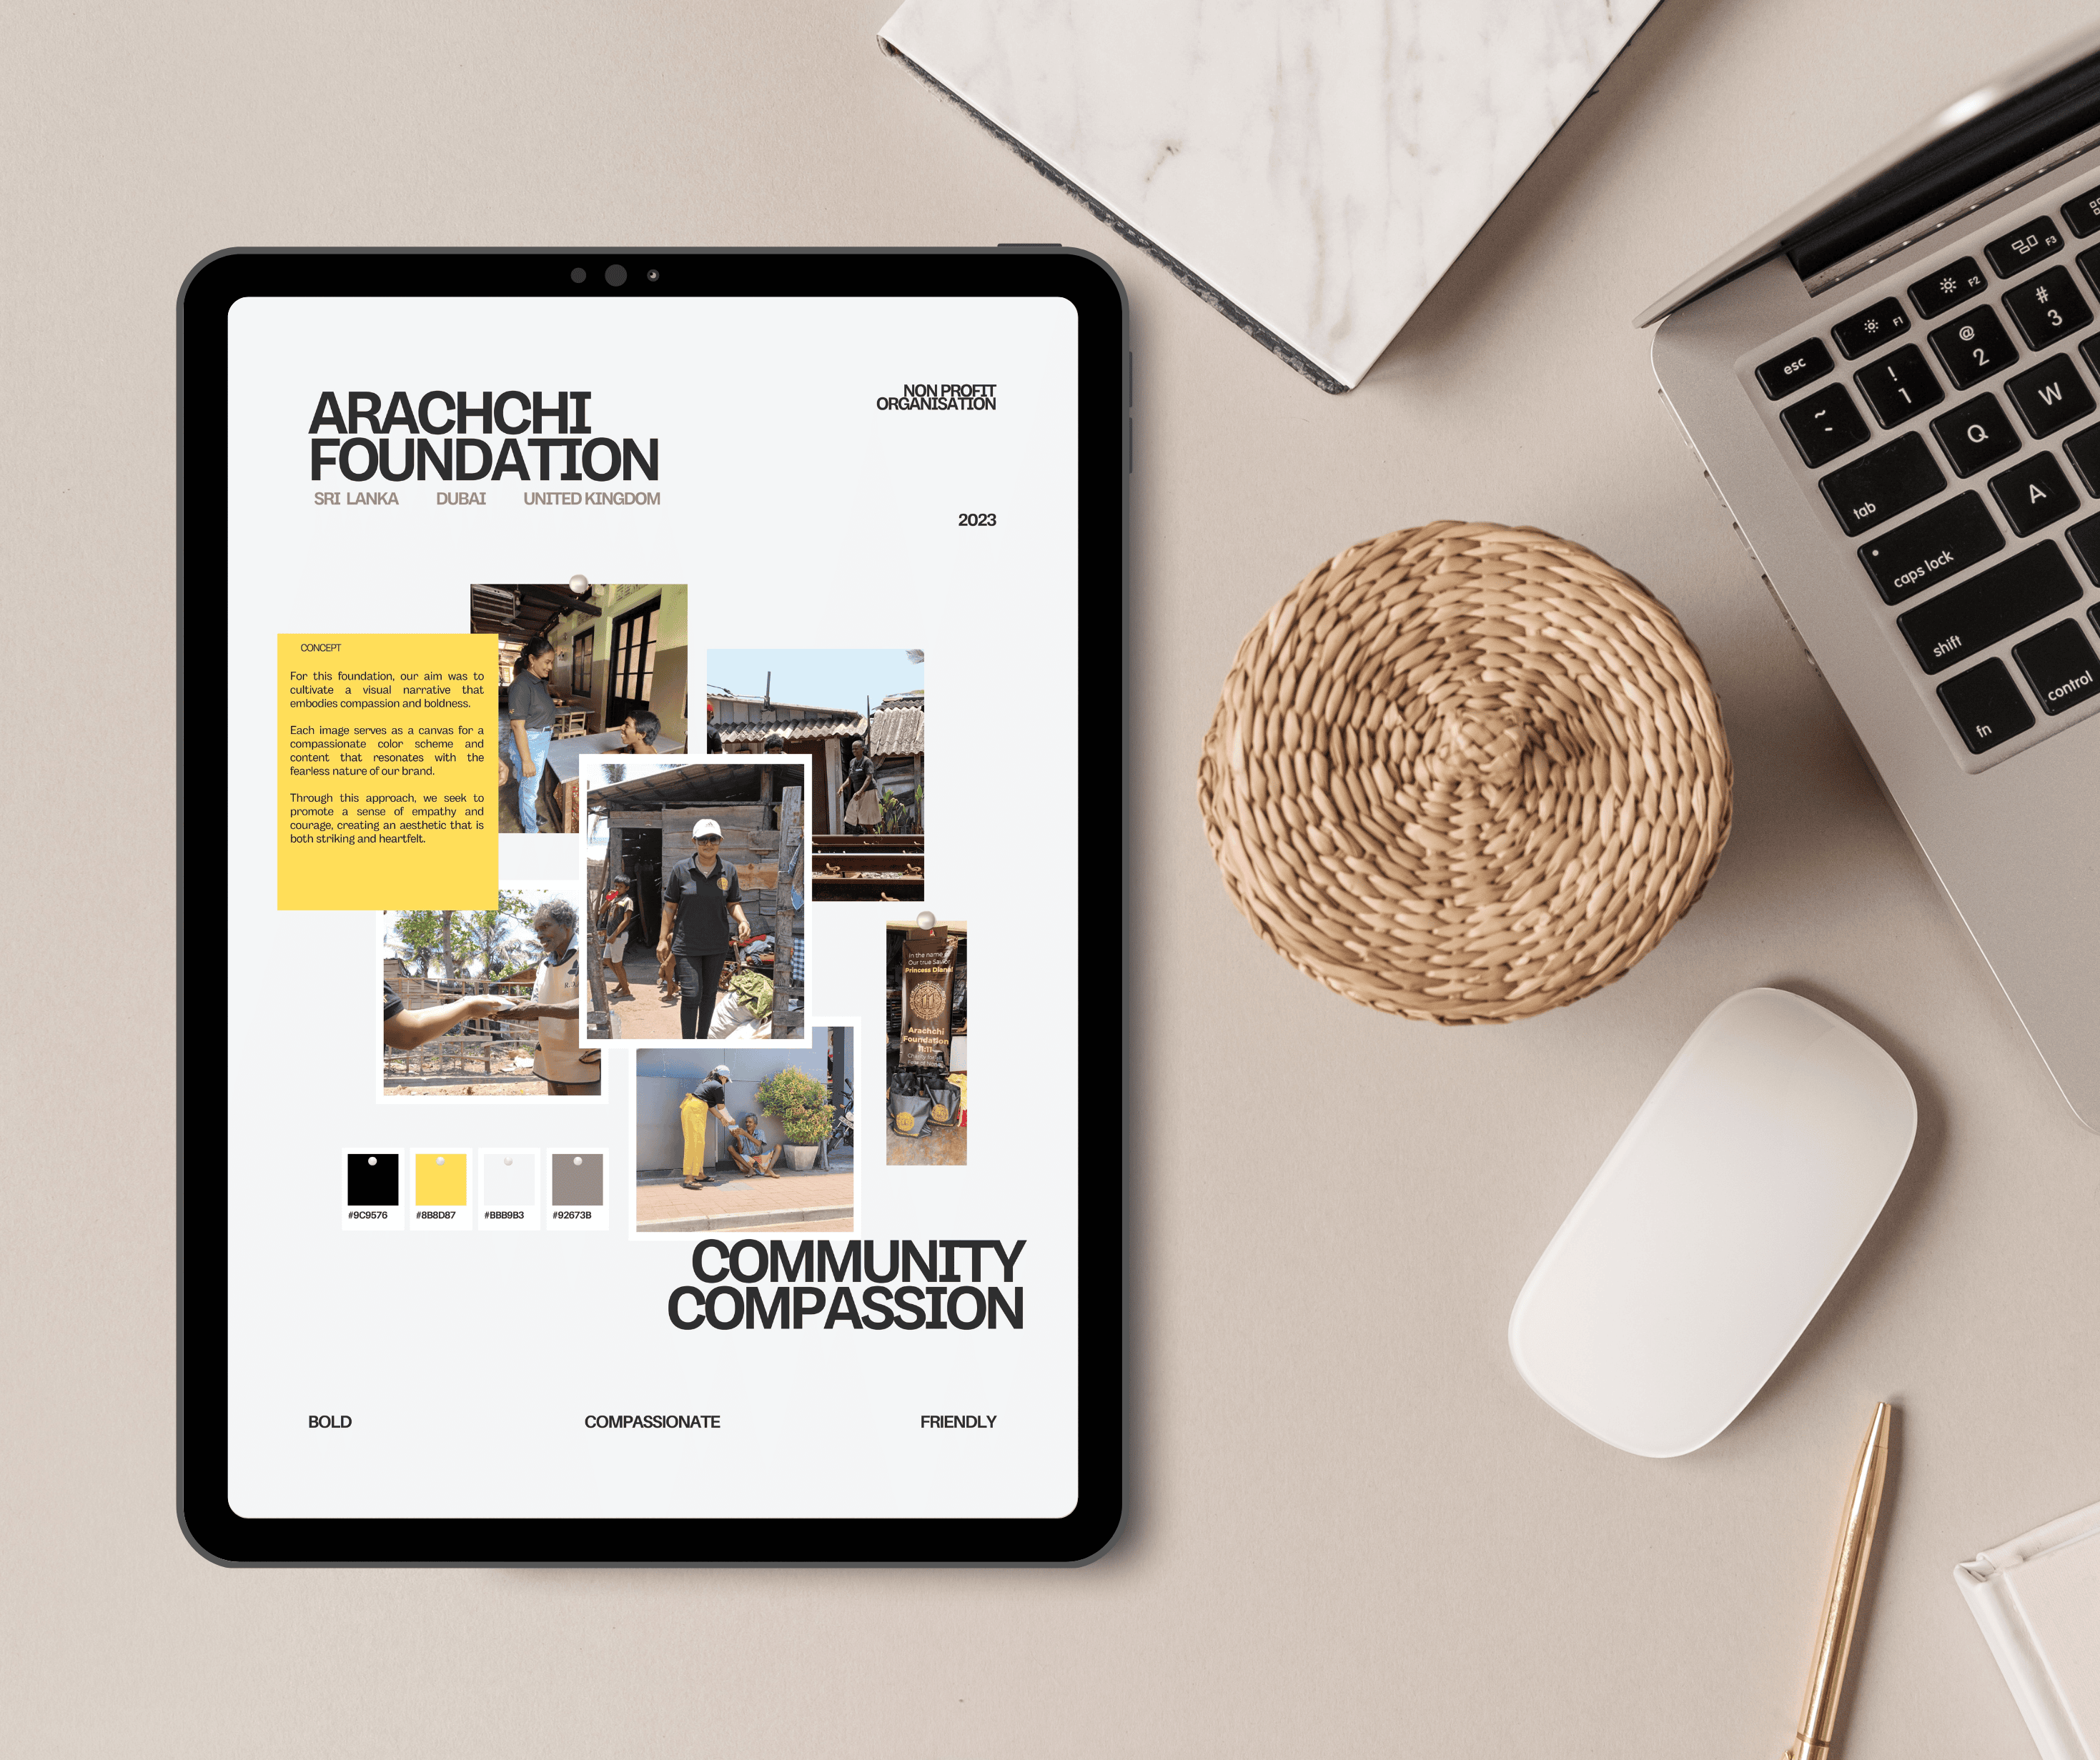 ARACHCHI
FOUNDATION
SRI LANKA DUBAI UNITED KINGDOM
NON PROFIT
ORGANISATION
2023
CONCEPT
For this foundation, our aim was to
cultivate a visual narrative that
embodies compassion and boldness.
Each image serves as a canvas for a
compassionate color scheme and
content that resonates with the
fearless nature of our brand.
Through this approach, we seek to
promote a sense of empathy and
courage, creating an aesthetic that is
both striking and heartfelt.
In the name of
Our true Savior
Princess Diana
Arachchi
Foundation
11:11
#9C9576
#8B8D87
#BBB9B3
#92673B
COMMUNITY
COMPASSION
BOLD
COMPASSIONATE
FRIENDLY
esc
F1
F2
F3
~
!
1
@
2
#
3
tab
Q
W
caps lock
A
shift
fn
control